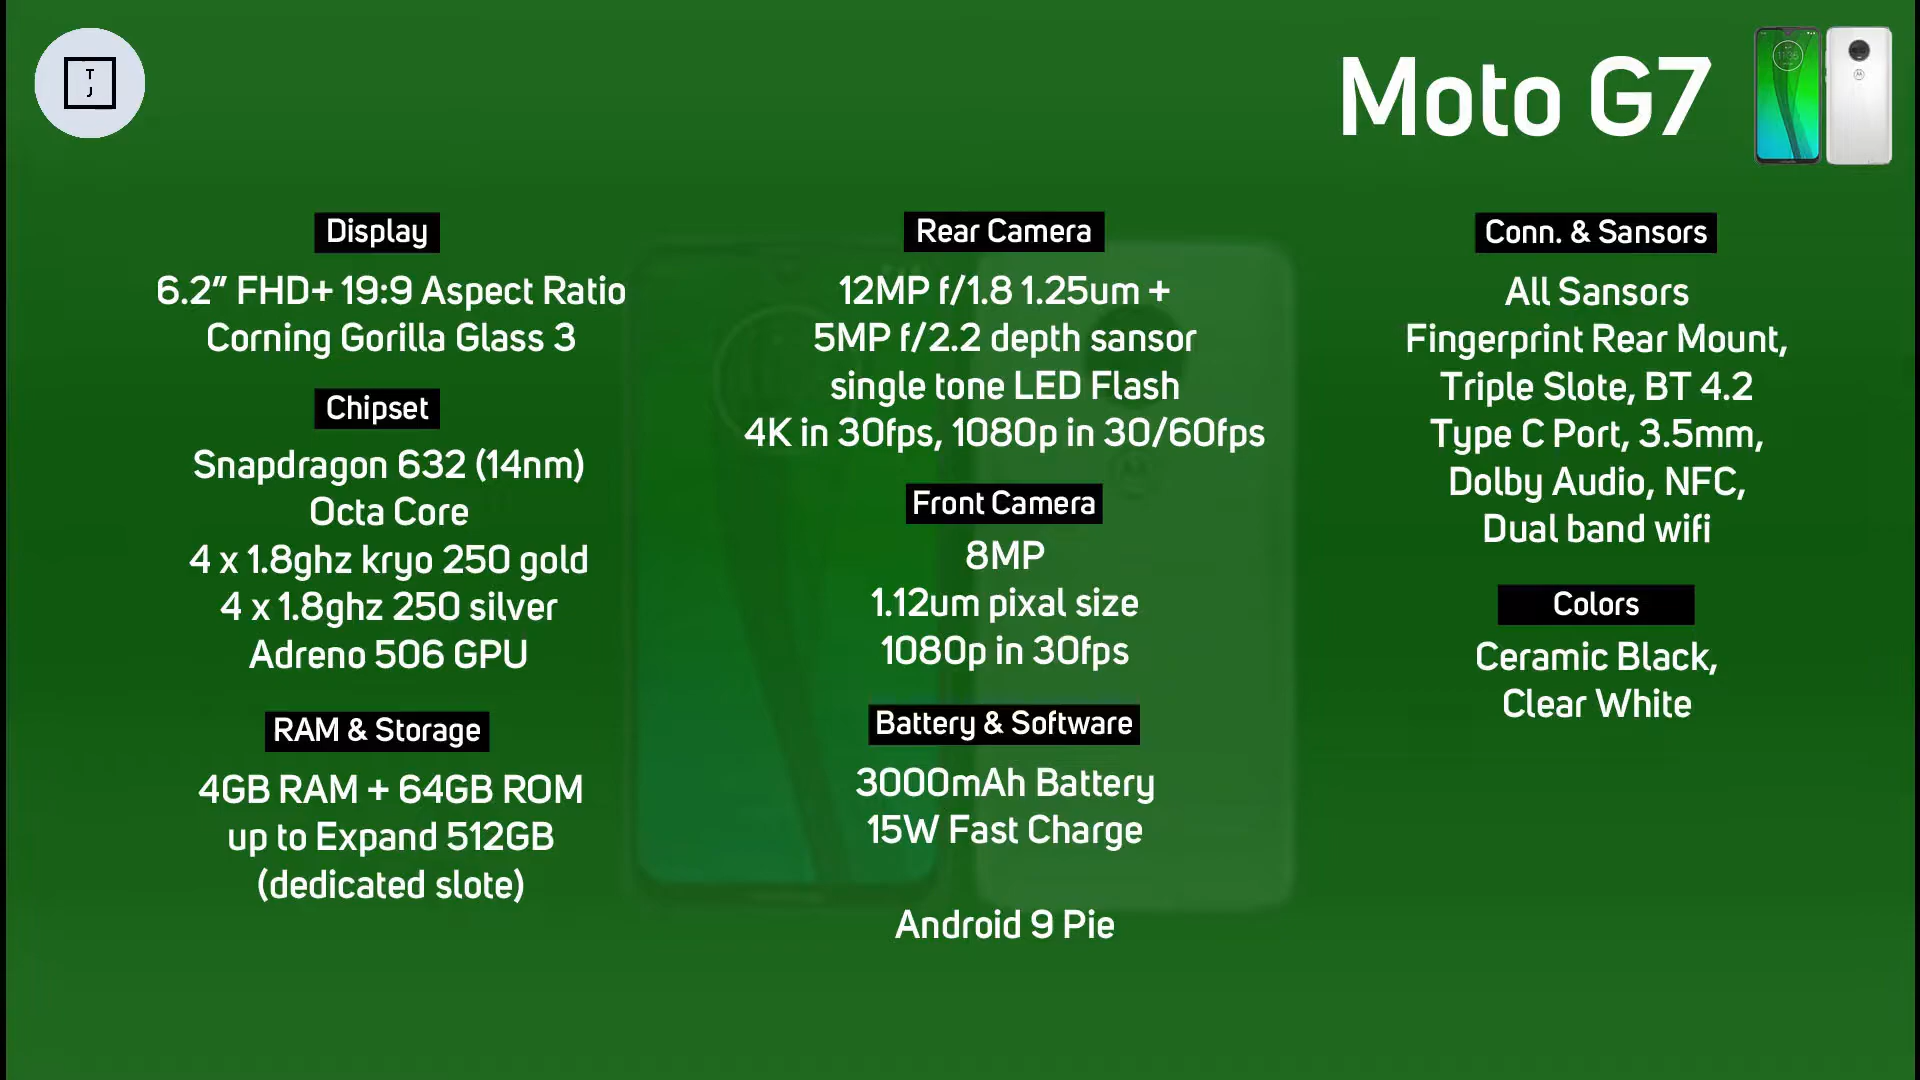 T
J
Moto G7
Display
6.2" FHD+ 19:9 Aspect Ratio
Corning Gorilla Glass 3
Chipset
Snapdragon 632 (14nm)
Octa Core
4 x 1.8ghz kryo 250 gold
4 x 1.8ghz 250 silver
Adreno 506 GPU
RAM & Storage
4GB RAM + 64GB ROM
up to Expand 512GB
(dedicated slote)
Rear Camera
12MP f/1.8 1.25um +
5MP f/2.2 depth sansor
single tone LED Flash
4K in 30fps, 1080p in 30/60fps
Front Camera
8MP
1.12um pixal size
1080p in 30fps
Battery & Software
3000mAh Battery
15W Fast Charge
Android 9 Pie
Conn. & Sansors
All Sansors
Fingerprint Rear Mount,
Triple Slote, BT 4.2
Type C Port, 3.5mm,
Dolby Audio, NFC,
Dual band wifi
Colors
Ceramic Black,
Clear White